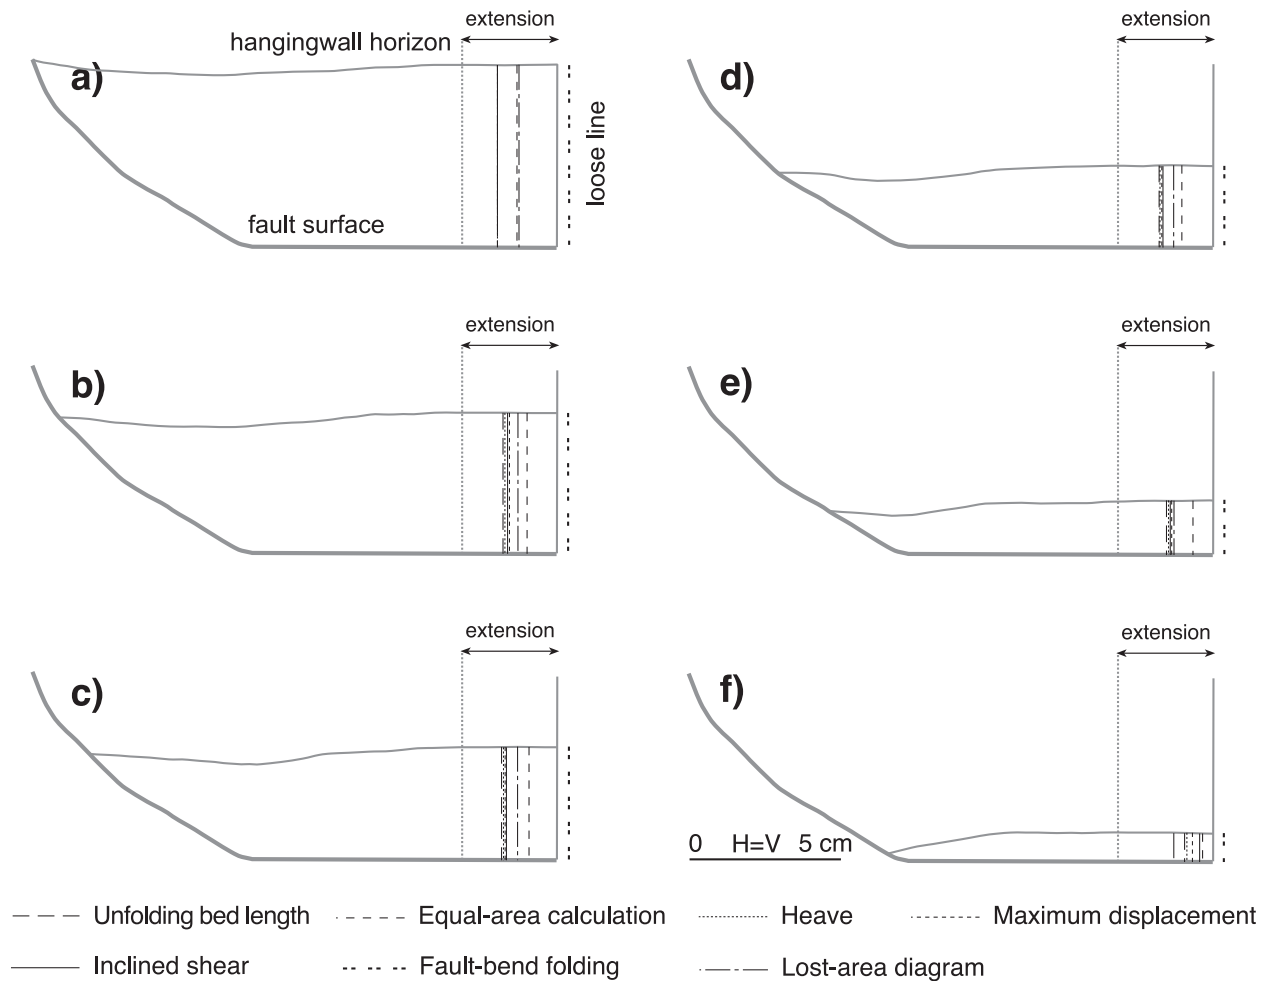 extension
extension
hangingwall horizon
a)
d)
loose line
fault surface
extension
extension
b)
e)
extension
extension
c)
f)
0 H=V 5 cm
Unfolding bed length
Equal-area calculation
Heave
Maximum displacement
Inclined shear
Fault-bend folding
Lost-area diagram